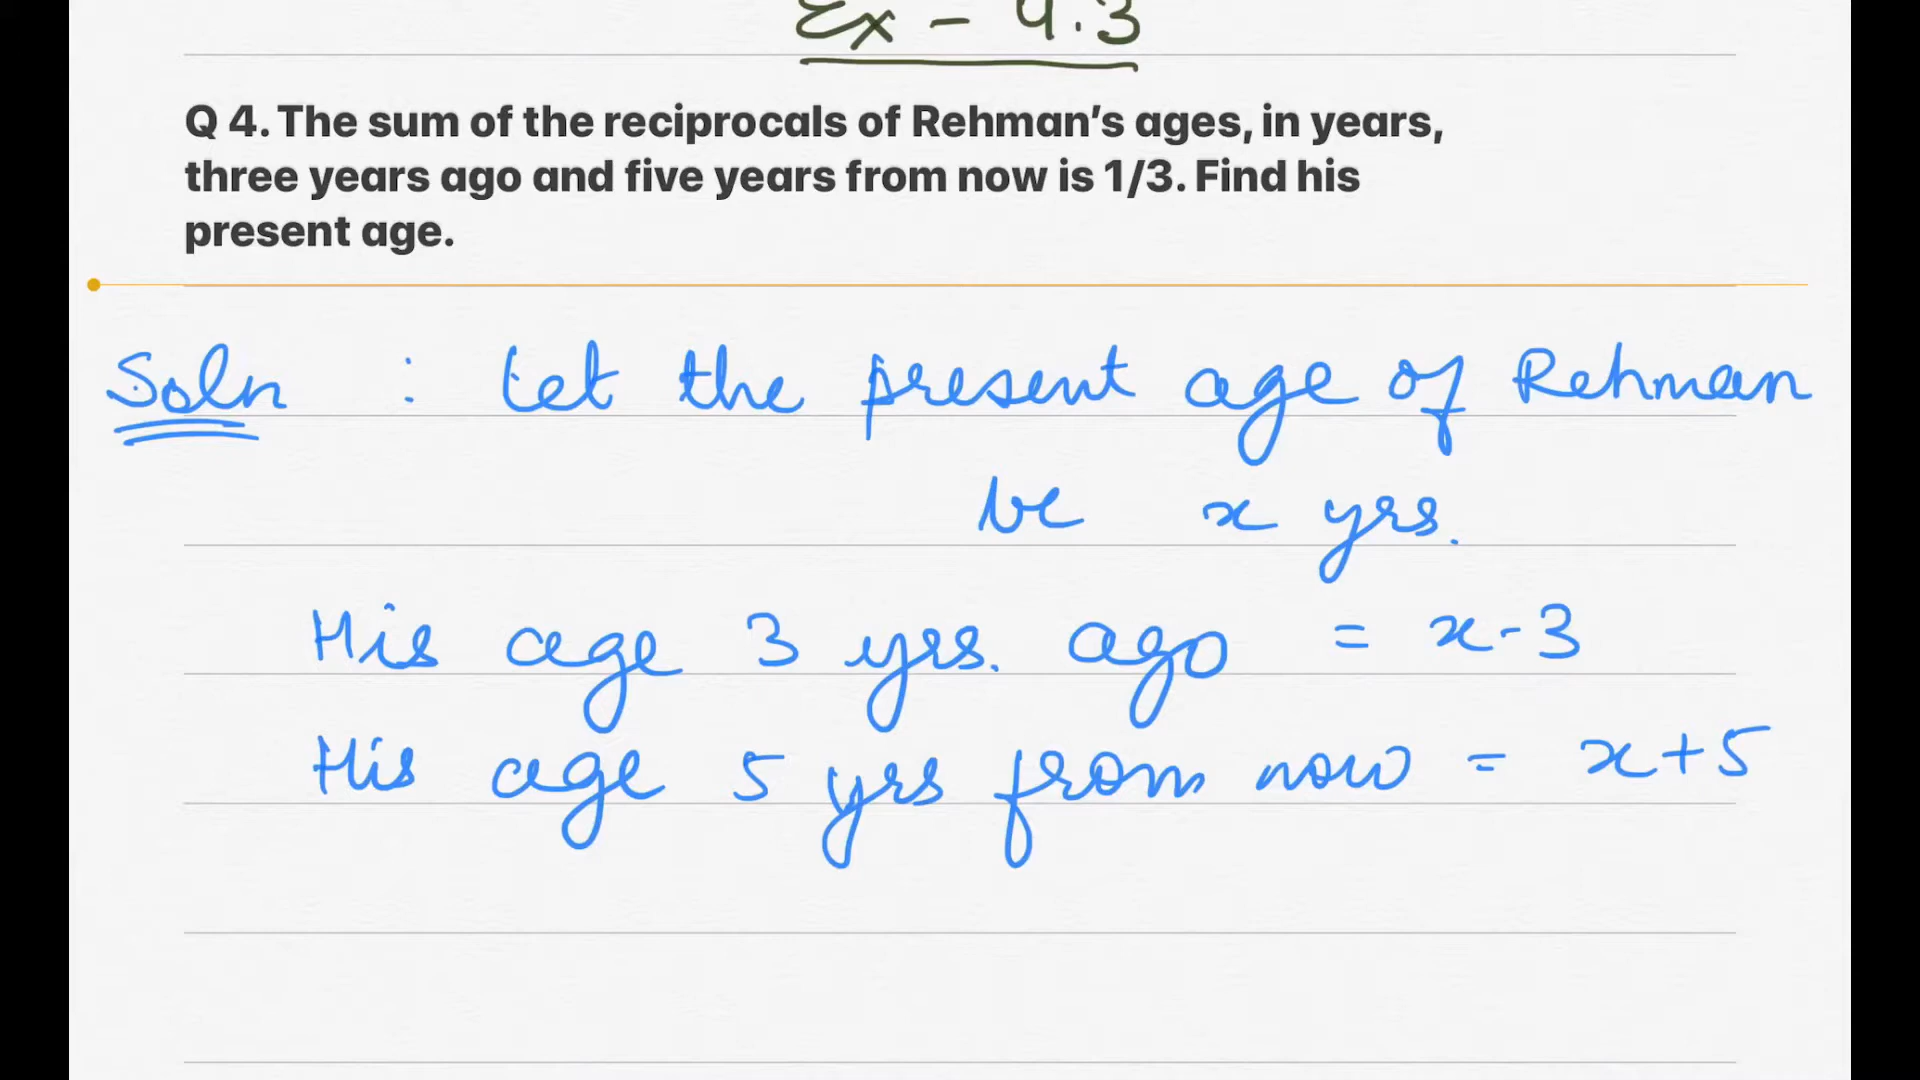 Ex - 4.3
Q 4. The sum of the reciprocals of Rehman’s ages, in years,
three years ago and five years from now is 1/3. Find his
present age.
Soln : Let the present age of Rehman
be x yrs.
His age 3 yrs. ago = x-3
His age 5 yrs from now = x+5